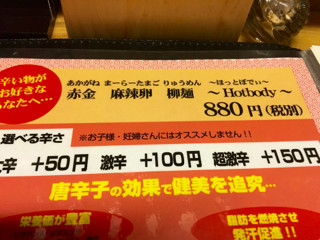 辛い物が
お好きな
あなたへ…
あかがね まーらーたまご りゅうめん ～ほっとぼでぃ～
赤金 麻辣卵 柳麺 ～Hotbody～
880円(税別)
選べる辛さ ※お子様・妊婦さんにはオススメしません!!
辛 +50円 激辛 +100円 超激辛 +150円
唐辛子の効果で健美を追究…
栄養価が豊富
脂肪を燃焼させ
発汗促進!!